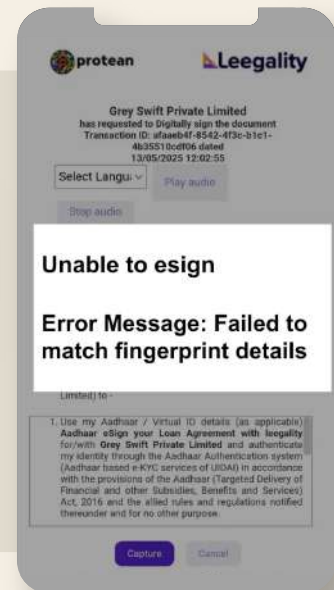 protean Leegality
Grey Swift Private Limited
has requested to Digitally sign the document
Transaction ID: afaaeb4f-8542-4f3c-b1c1-
4b35510cdf06 dated
13/05/2025 12:02:55
Select Langu
Play audio
Stop audio
Unable to esign
Error Message: Failed to
match fingerprint details
Limited) to -
1. Use my Aadhaar / Virtual ID details (as applicable)
Aadhaar eSign your Loan Agreement with leegality
for/with Grey Swift Private Limited and authenticate
my identity through the Aadhaar Authentication system
(Aadhaar based e-KYC services of UIDAI) in accordance
with the provisions of the Aadhaar (Targeted Delivery of
Financial and other Subsidies, Benefits and Services)
Act, 2016 and the allied rules and regulations notified
thereunder and for no other purpose.
Capture Cancel